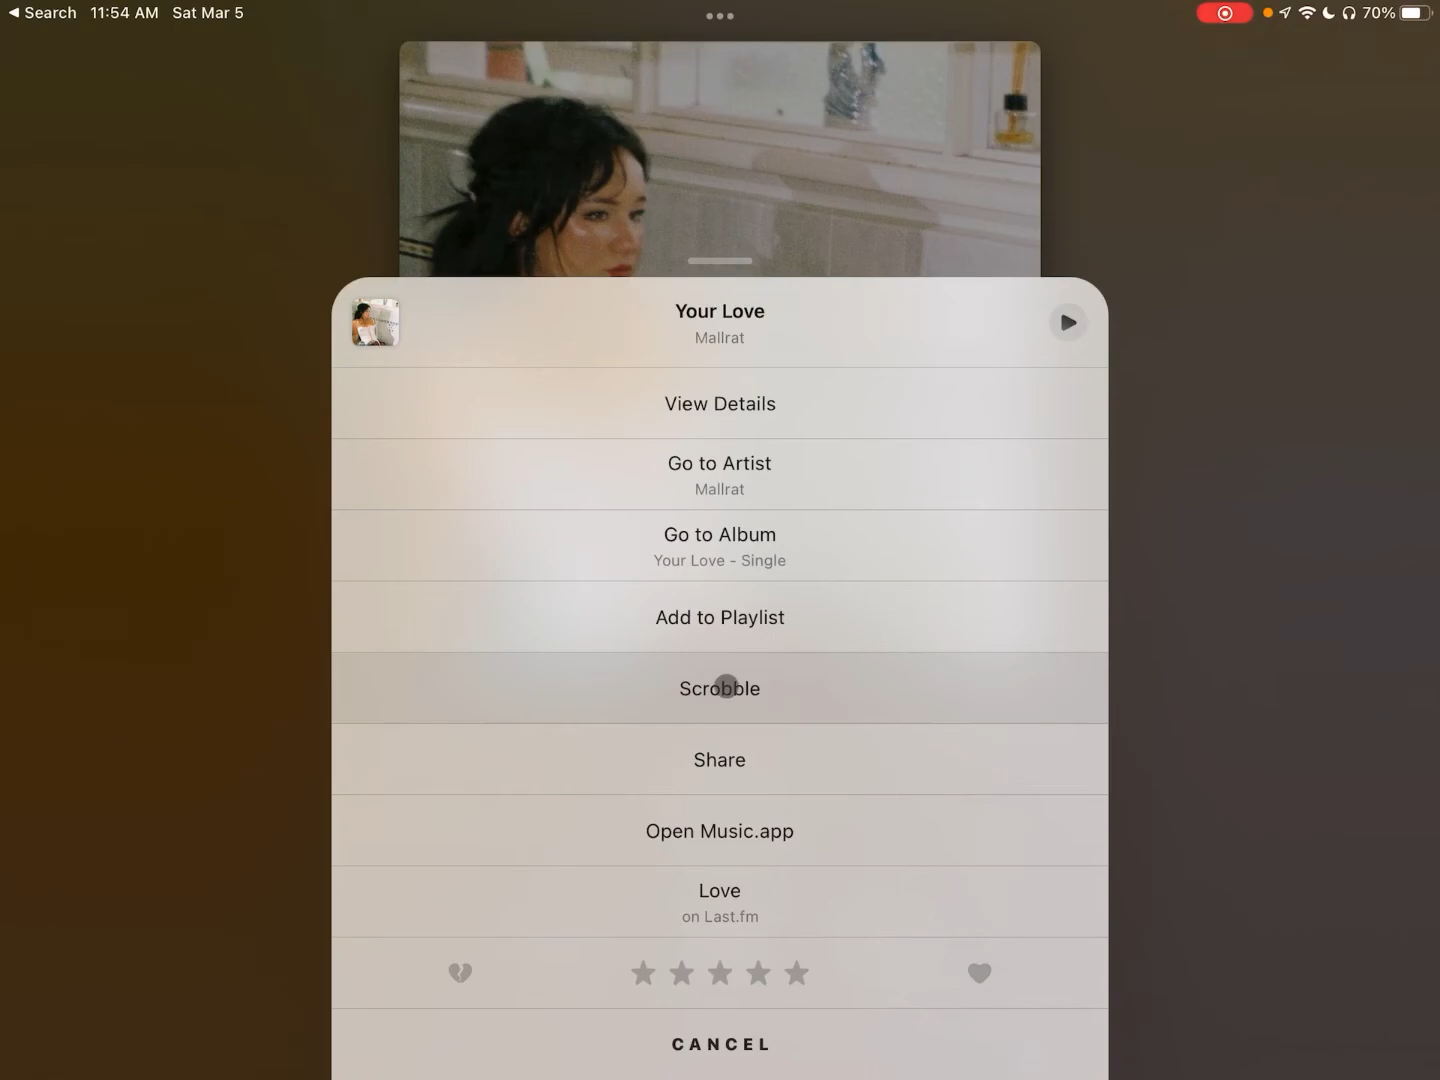 ◀ Search 11:54 AM Sat Mar 5
70%
Your Love
Mallrat
View Details
Go to Artist
Mallrat
Go to Album
Your Love - Single
Add to Playlist
Scrobble
Share
Open Music.app
Love
on Last.fm
CANCEL